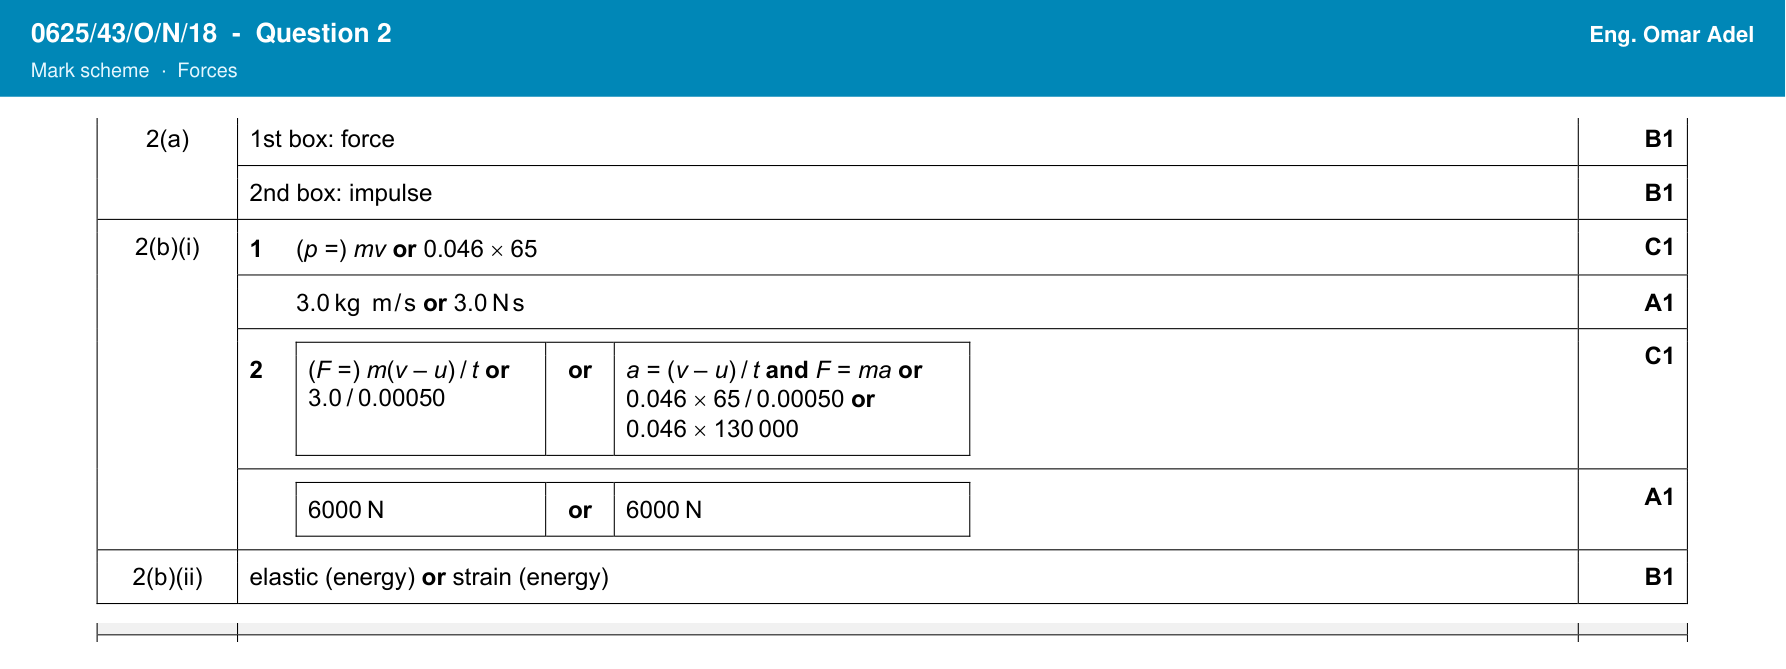 0625/43/O/N/18 - Question 2
Eng. Omar Adel
Mark scheme · Forces
2(a) 1st box: force B1
2nd box: impulse B1
2(b)(i) 1 (p =) mv or 0.046 × 65 C1
3.0 kg m/s or 3.0 N s A1
2 (F =) m(v – u) / t or or a = (v – u) / t and F = ma or C1
3.0 / 0.00050 0.046 × 65 / 0.00050 or
0.046 × 130 000
6000 N or 6000 N A1
2(b)(ii) elastic (energy) or strain (energy) B1